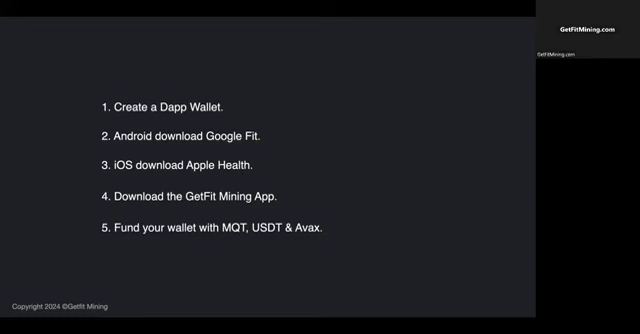 GetFitMining.com
GetFitMining.com
1. Create a Dapp Wallet.
2. Android download Google Fit.
3. iOS download Apple Health.
4. Download the GetFit Mining App.
5. Fund your wallet with MQT, USDT & Avax.
Copyright 2024 ©Getfit Mining